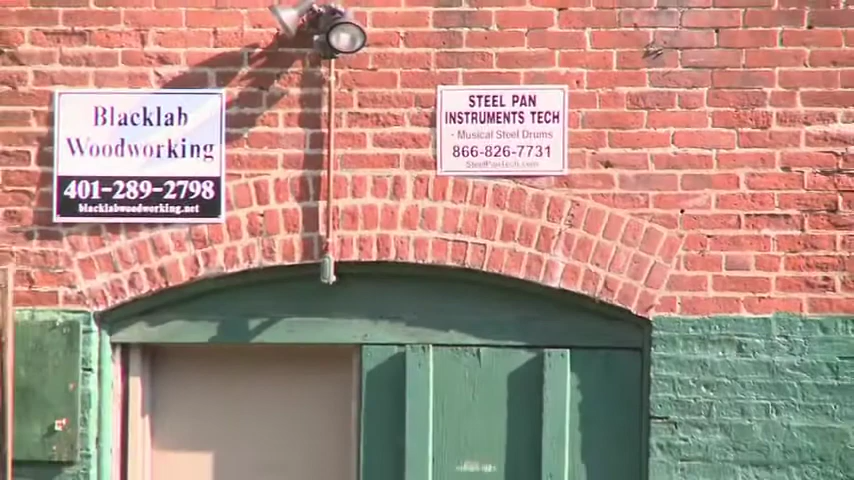 Blacklab
Woodworking
401-289-2798
blacklabwoodworking.net
STEEL PAN
INSTRUMENTS TECH
- Musical Steel Drums
866-826-7731
SteelPanTech.com